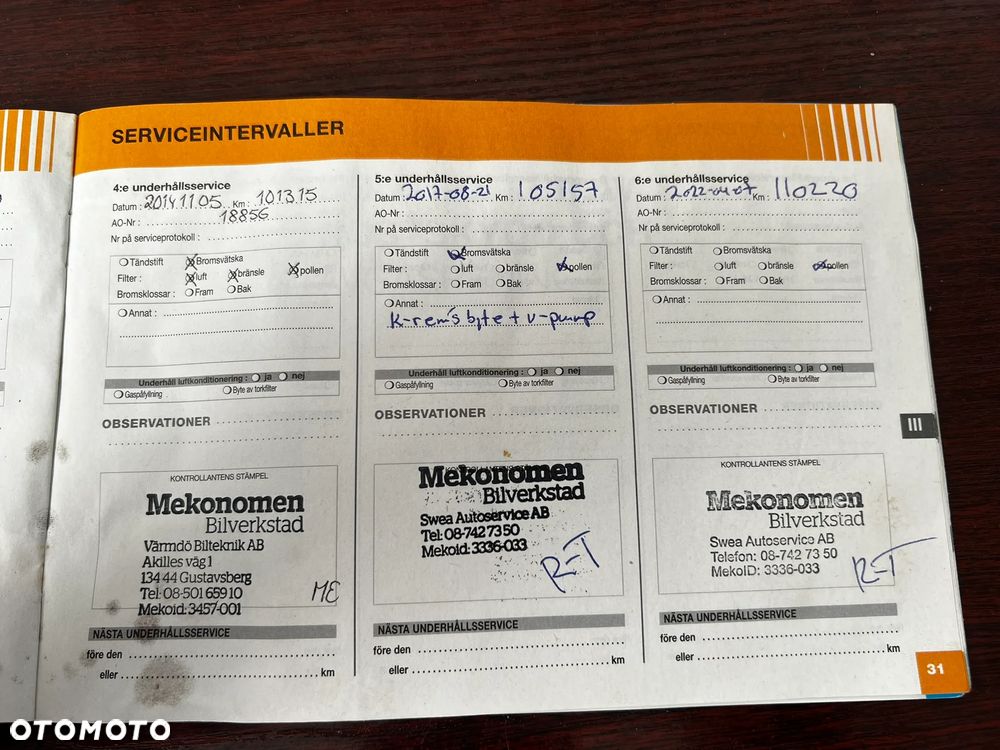 SERVICEINTERVALLER
4:e underhållsservice
Datum : 2014.11.05 Km : 101315
AO-Nr : 18856
Nr på serviceprotokoll :
Tändstift Bromsvätska
Filter : luft bränsle pollen
Bromsklossar : Fram Bak
Annat :
Underhåll luftkonditionering : ja nej
Gaspåfyllning Byte av torkfilter
OBSERVATIONER
KONTROLLANTENS STÄMPEL
Mekonomen
Bilverkstad
Värmdö Bilteknik AB
Akilles väg 1
134 44 Gustavsberg
Tel: 08-501 659 10
Mekoid: 3457-001
ME
NÄSTA UNDERHÅLLSSERVICE
före den
eller km
5:e underhållsservice
Datum : 2017-08-21 Km : 105157
AO-Nr :
Nr på serviceprotokoll :
Tändstift Bromsvätska
Filter : luft bränsle pollen
Bromsklossar : Fram Bak
Annat :
K-rem's byte + v-pump
Underhåll luftkonditionering : ja nej
Gaspåfyllning Byte av torkfilter
OBSERVATIONER
KONTROLLANTENS STÄMPEL
Mekonomen
Bilverkstad
Swea Autoservice AB
Tel: 08-742 73 50
Mekoid: 3336-033
R-T
NÄSTA UNDERHÅLLSSERVICE
före den
eller km
6:e underhållsservice
Datum : 2022-04-07 Km : 110220
AO-Nr :
Nr på serviceprotokoll :
Tändstift Bromsvätska
Filter : luft bränsle pollen
Bromsklossar : Fram Bak
Annat :
Underhåll luftkonditionering : ja nej
Gaspåfyllning Byte av torkfilter
OBSERVATIONER
KONTROLLANTENS STÄMPEL
Mekonomen
Bilverkstad
Swea Autoservice AB
Telefon: 08-742 73 50
MekoID: 3336-033
R-T
NÄSTA UNDERHÅLLSSERVICE
före den
eller km
III
31
OTOMOTO